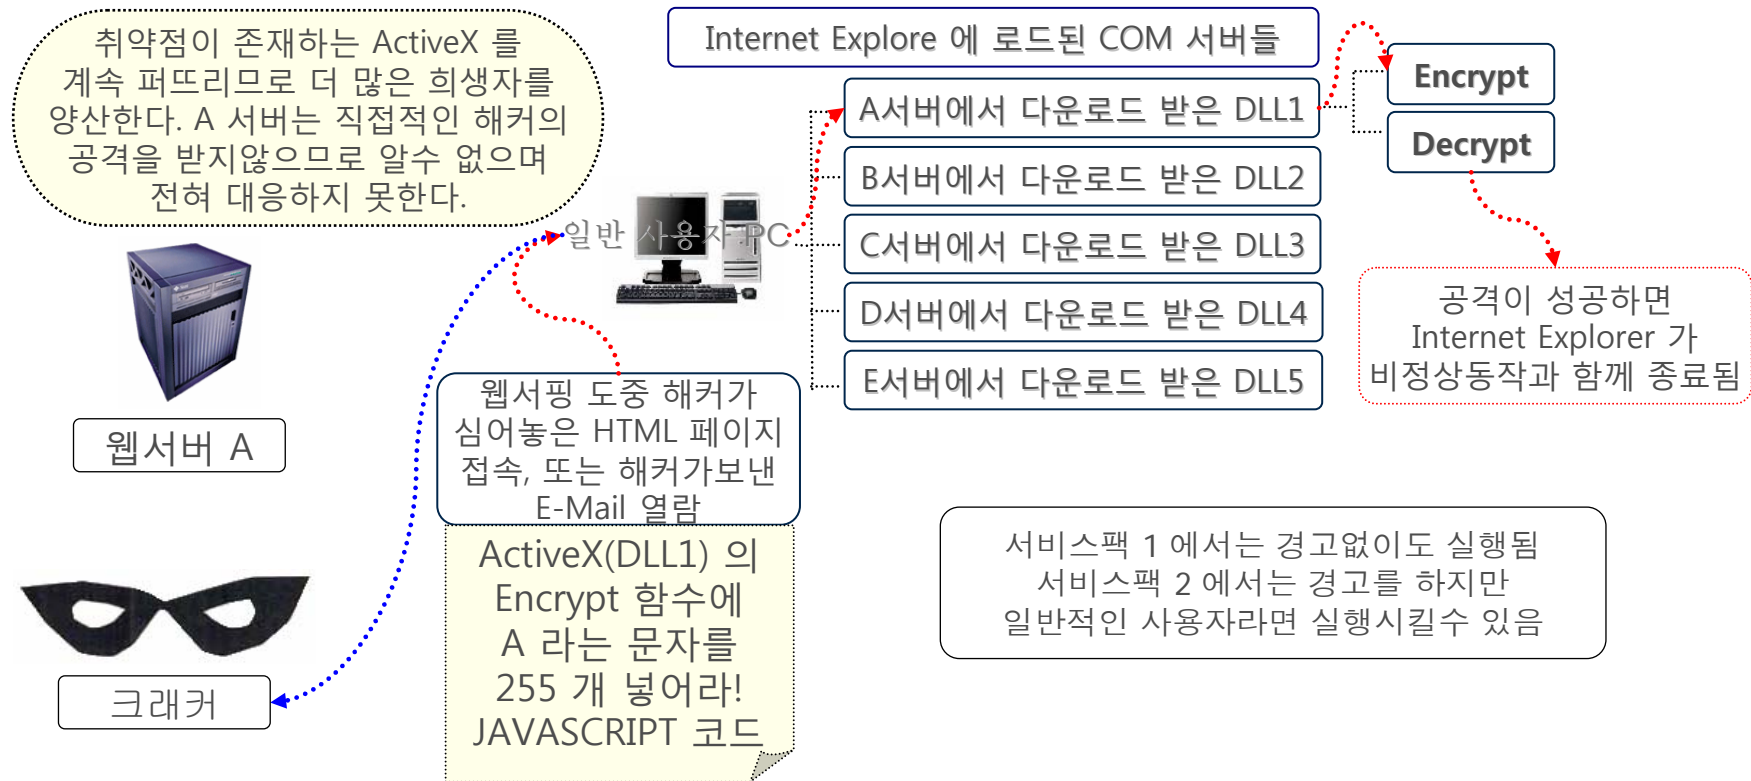 취약점이 존재하는 ActiveX 를
계속 퍼뜨리므로 더 많은 희생자를
양산한다. A 서버는 직접적인 해커의
공격을 받지않으므로 알수 없으며
전혀 대응하지 못한다.
웹서버 A
크래커
일반 사용자 PC
웹서핑 도중 해커가
심어놓은 HTML 페이지
접속, 또는 해커가보낸
E-Mail 열람
ActiveX(DLL1) 의
Encrypt 함수에
A 라는 문자를
255 개 넣어라!
JAVASCRIPT 코드
Internet Explore 에 로드된 COM 서버들
A서버에서 다운로드 받은 DLL1
B서버에서 다운로드 받은 DLL2
C서버에서 다운로드 받은 DLL3
D서버에서 다운로드 받은 DLL4
E서버에서 다운로드 받은 DLL5
Encrypt
Decrypt
공격이 성공하면
Internet Explorer 가
비정상동작과 함께 종료됨
서비스팩 1 에서는 경고없이도 실행됨
서비스팩 2 에서는 경고를 하지만
일반적인 사용자라면 실행시킬수 있음